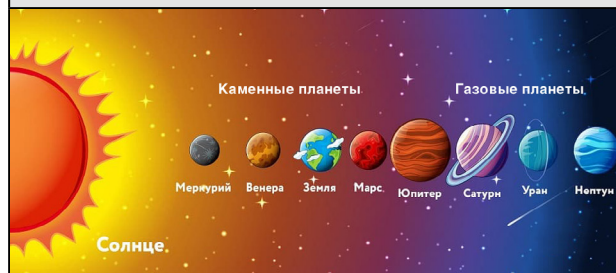 Каменные планеты
Газовые планеты
Меркурий Венера Земля Марс Юпитер Сатурн Уран Нептун
Солнце